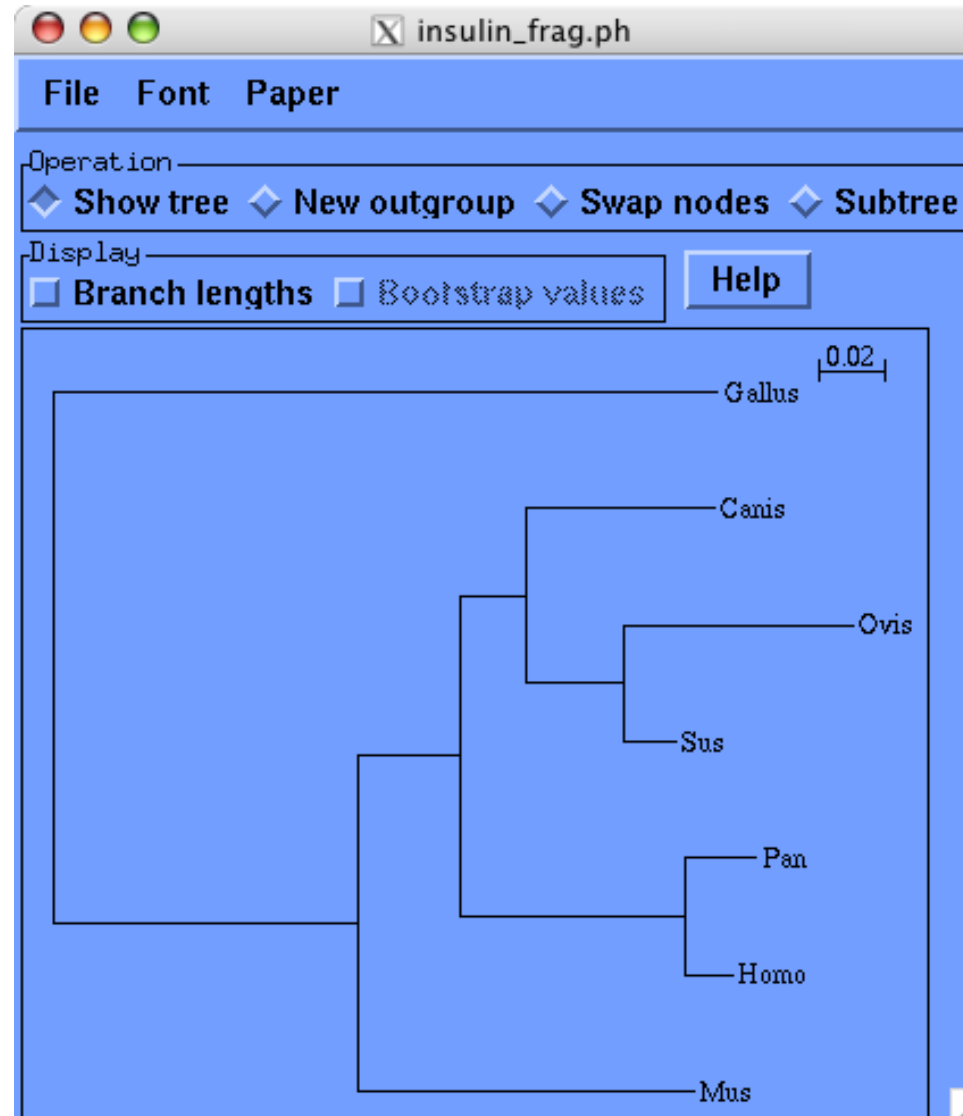 insulin_frag.ph
File Font Paper
Operation
Show tree New outgroup Swap nodes Subtree
Display
Branch lengths Bootstrap values Help
0.02
Gallus
Canis
Ovis
Sus
Pan
Homo
Mus